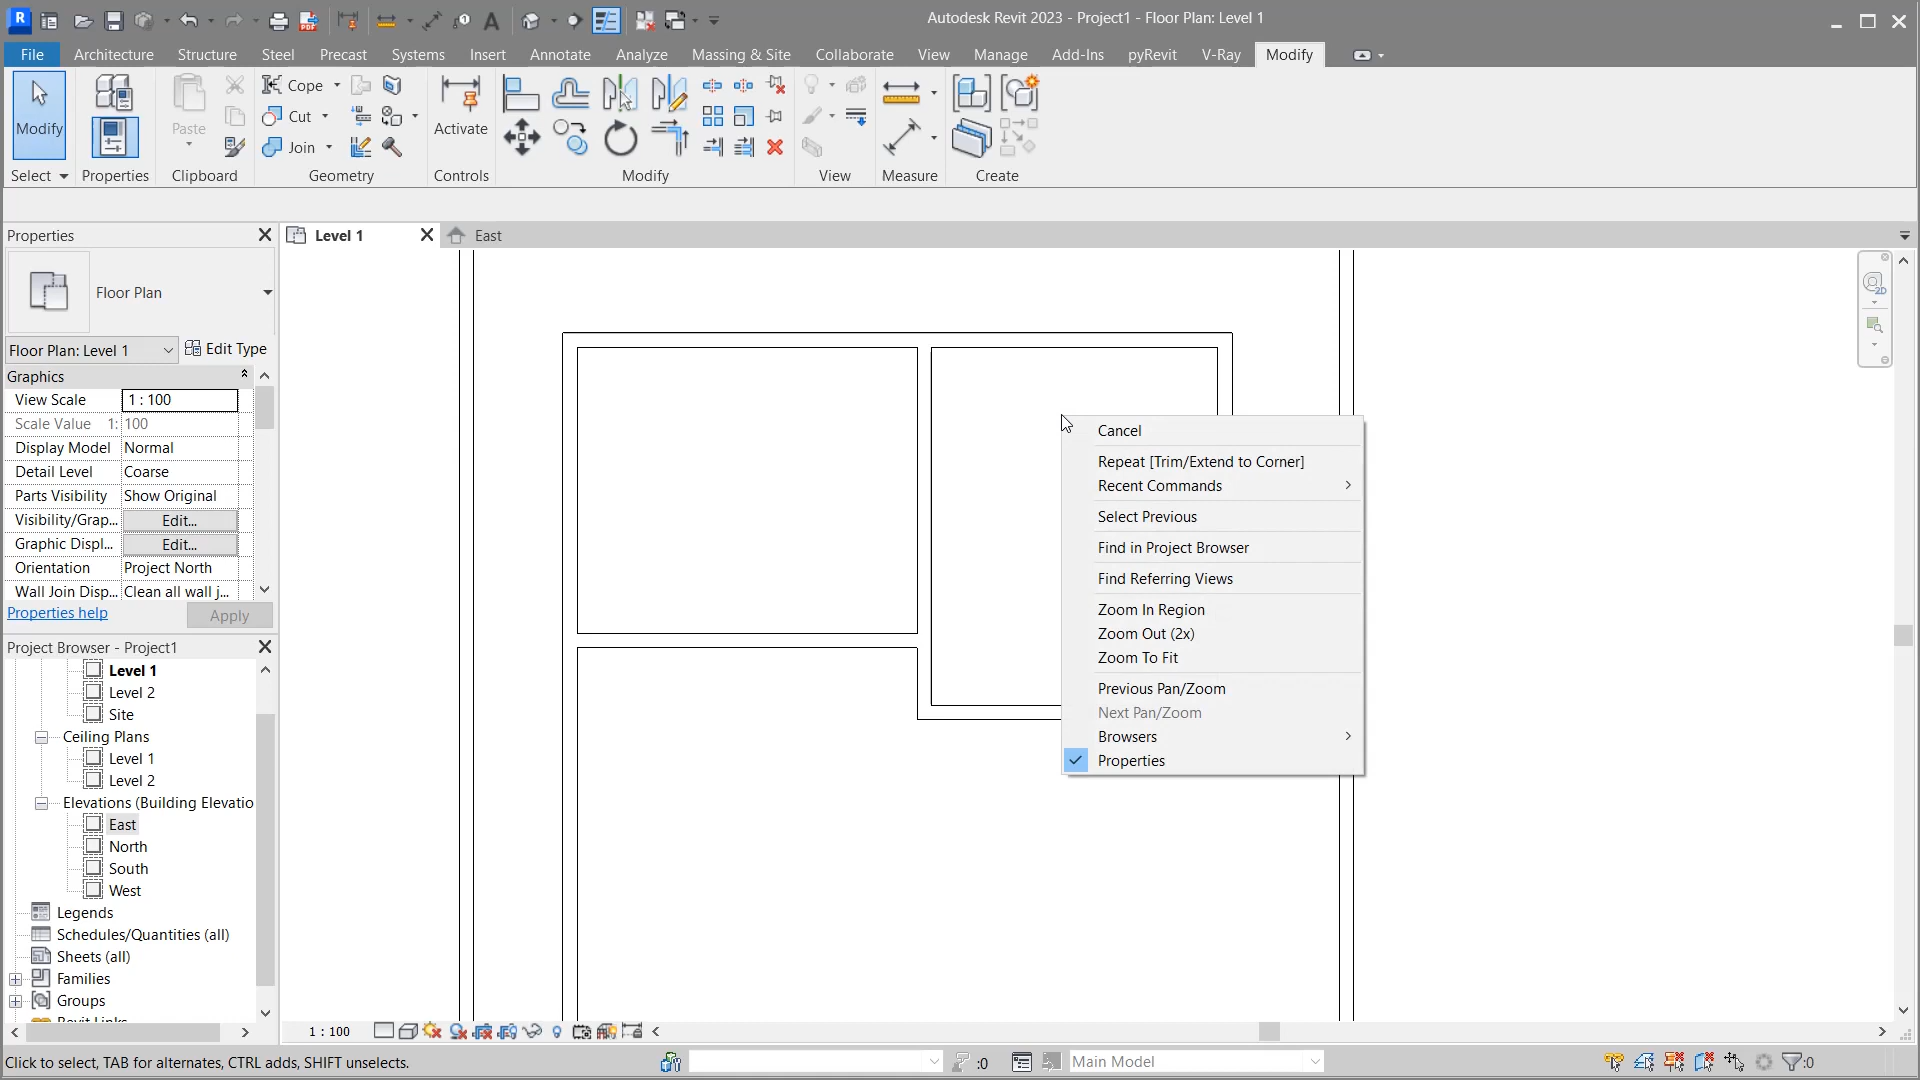 Autodesk Revit 2023 - Project1 - Floor Plan: Level 1
File Architecture Structure Steel Precast Systems Insert Annotate Analyze Massing & Site Collaborate View Manage Add-Ins pyRevit V-Ray Modify
Modify
Paste
Cope
Cut
Join
Activate
Select Properties Clipboard Geometry Controls Modify View Measure Create
Properties
Level 1
East
Floor Plan
Floor Plan: Level 1
Edit Type
Graphics
View Scale 1 : 100
Scale Value 1: 100
Display Model Normal
Detail Level Coarse
Parts Visibility Show Original
Visibility/Grap... Edit...
Graphic Displ... Edit...
Orientation Project North
Wall Join Disp... Clean all wall j...
Properties help
Apply
Project Browser - Project1
Level 1
Level 2
Site
Ceiling Plans
Level 1
Level 2
Elevations (Building Elevatio
East
North
South
West
Legends
Schedules/Quantities (all)
Sheets (all)
Families
Groups
Cancel
Repeat [Trim/Extend to Corner]
Recent Commands
Select Previous
Find in Project Browser
Find Referring Views
Zoom In Region
Zoom Out (2x)
Zoom To Fit
Previous Pan/Zoom
Next Pan/Zoom
Browsers
Properties
2D
1 : 100
Click to select, TAB for alternates, CTRL adds, SHIFT unselects.
:0
Main Model
:0